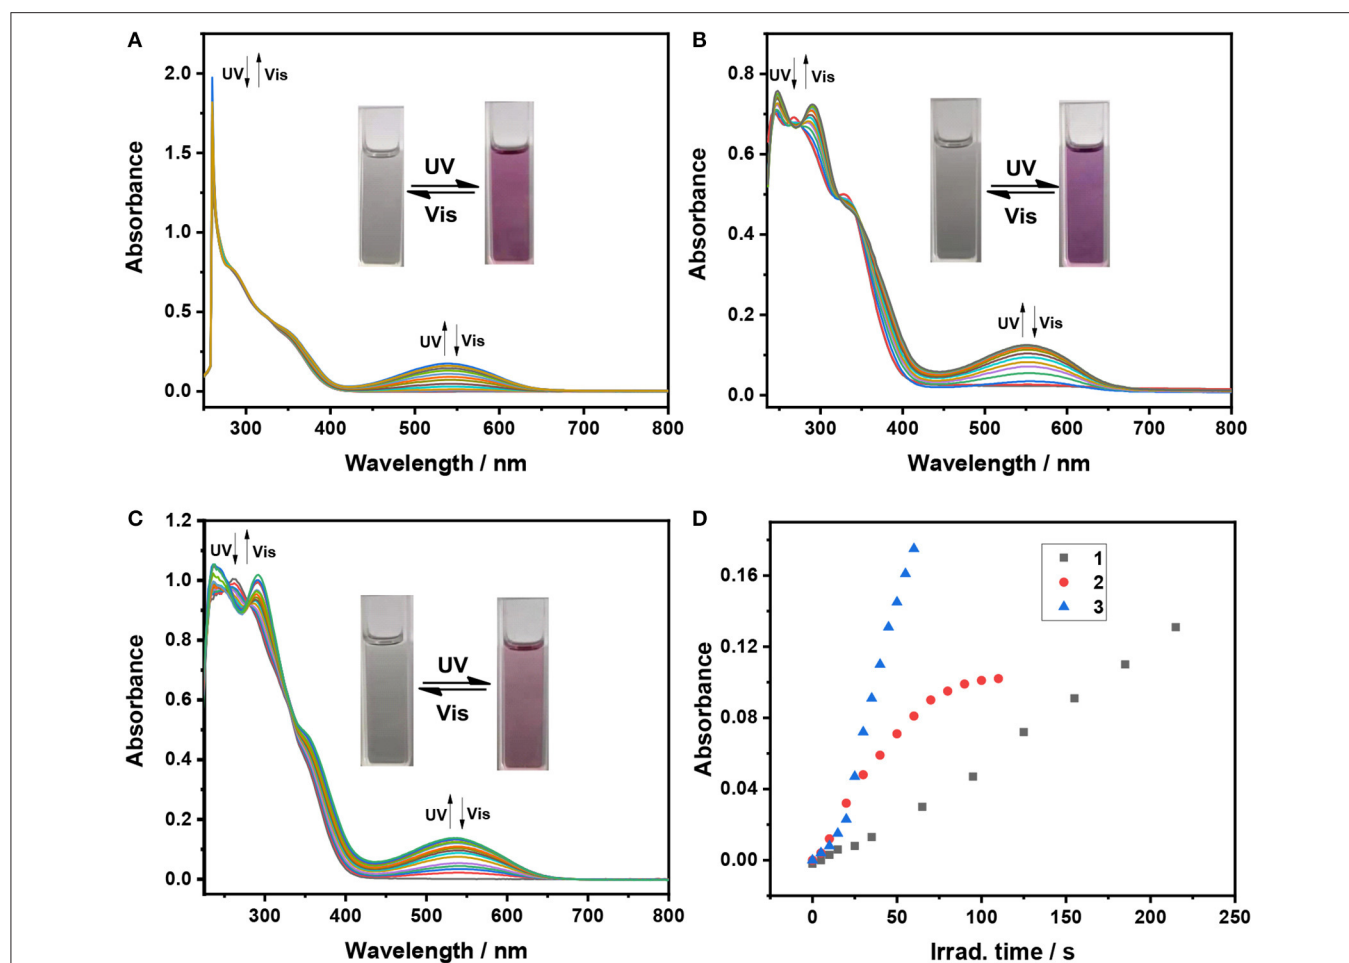 A
UV Vis
2.0
1.5
1.0
0.5
0.0
Absorbance
UV
Vis
UV Vis
300 400 500 600 700 800
Wavelength / nm
B
UV Vis
0.8
0.6
0.4
0.2
0.0
Absorbance
UV
Vis
UV Vis
300 400 500 600 700 800
Wavelength / nm
C
UV Vis
1.2
1.0
0.8
0.6
0.4
0.2
0.0
Absorbance
UV
Vis
UV Vis
300 400 500 600 700 800
Wavelength / nm
D
1
2
3
0.16
0.12
0.08
0.04
0.00
Absorbance
0 50 100 150 200 250
Irrad. time / s